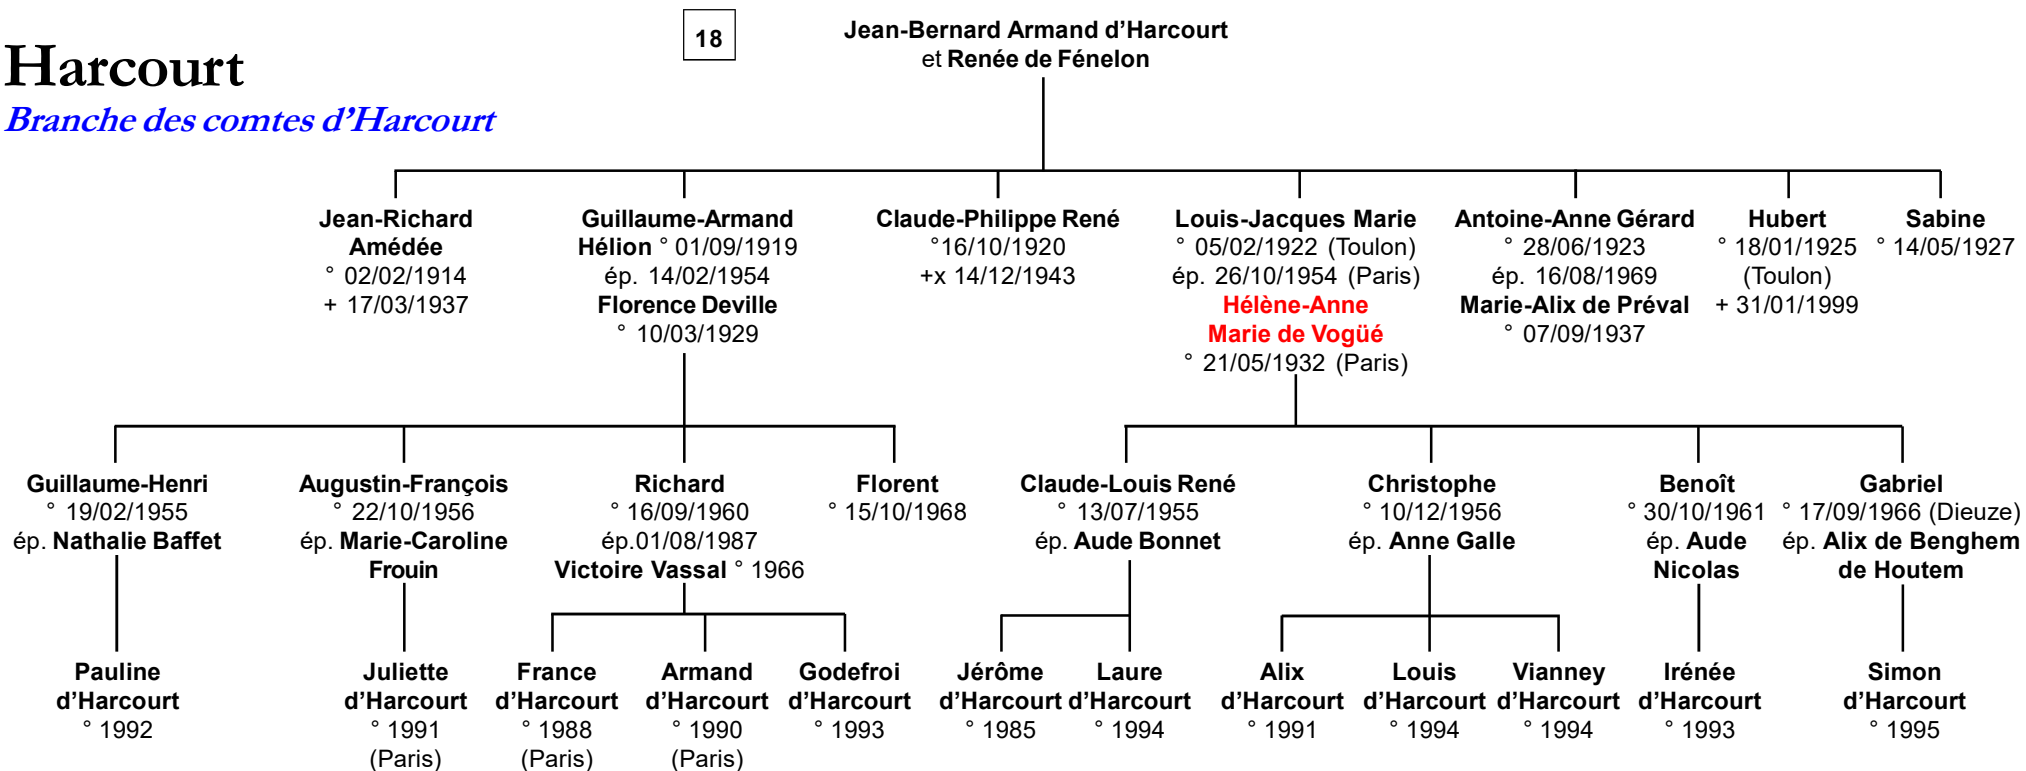 Harcourt
Branche des comtes d'Harcourt
18
Jean-Bernard Armand d'Harcourt
et Renée de Fénelon
Jean-Richard
Amédée
° 02/02/1914
+ 17/03/1937
Guillaume-Armand
Hélion ° 01/09/1919
ép. 14/02/1954
Florence Deville
° 10/03/1929
Claude-Philippe René
°16/10/1920
+x 14/12/1943
Louis-Jacques Marie
° 05/02/1922 (Toulon)
ép. 26/10/1954 (Paris)
Hélène-Anne
Marie de Vogüé
° 21/05/1932 (Paris)
Antoine-Anne Gérard
° 28/06/1923
ép. 16/08/1969
Marie-Alix de Préval
° 07/09/1937
Hubert
° 18/01/1925
(Toulon)
+ 31/01/1999
Sabine
° 14/05/1927
Guillaume-Henri
° 19/02/1955
ép. Nathalie Baffet
Augustin-François
° 22/10/1956
ép. Marie-Caroline
Frouin
Richard
° 16/09/1960
ép.01/08/1987
Victoire Vassal ° 1966
Florent
° 15/10/1968
Claude-Louis René
° 13/07/1955
ép. Aude Bonnet
Christophe
° 10/12/1956
ép. Anne Galle
Benoît
° 30/10/1961
ép. Aude
Nicolas
Gabriel
° 17/09/1966 (Dieuze)
ép. Alix de Benghem
de Houtem
Pauline
d'Harcourt
° 1992
Juliette
d'Harcourt
° 1991
(Paris)
France
d'Harcourt
° 1988
(Paris)
Armand
d'Harcourt
° 1990
(Paris)
Godefroi
d'Harcourt
° 1993
Jérôme
d'Harcourt
° 1985
Laure
d'Harcourt
° 1994
Alix
d'Harcourt
° 1991
Louis
d'Harcourt
° 1994
Vianney
d'Harcourt
° 1994
Irénée
d'Harcourt
° 1993
Simon
d'Harcourt
° 1995